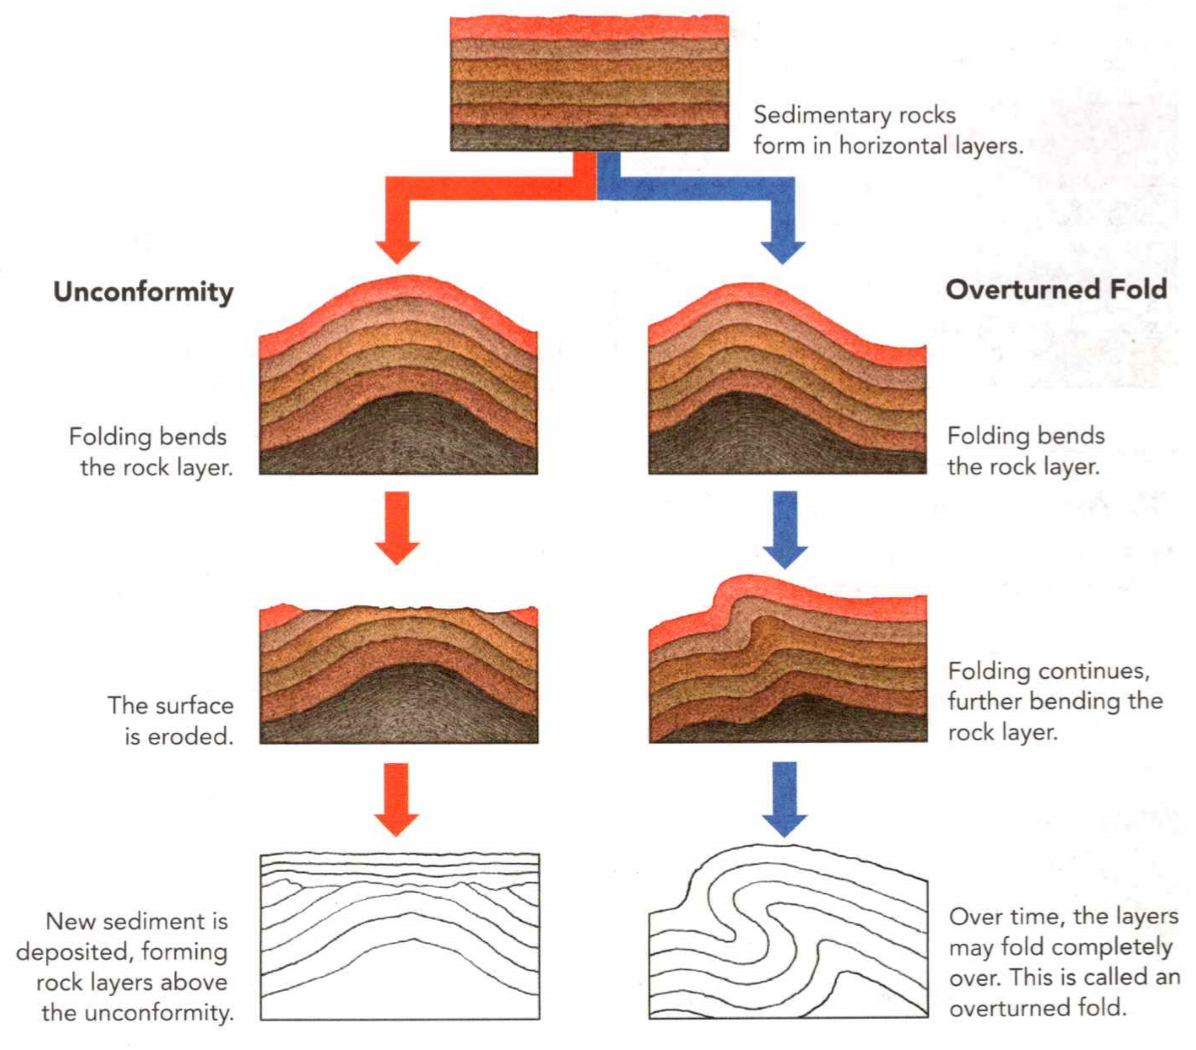 Sedimentary rocks
form in horizontal layers.
Unconformity
Overturned Fold
Folding bends
the rock layer.
Folding bends
the rock layer.
The surface
is eroded.
Folding continues,
further bending the
rock layer.
New sediment is
deposited, forming
rock layers above
the unconformity.
Over time, the layers
may fold completely
over. This is called an
overturned fold.